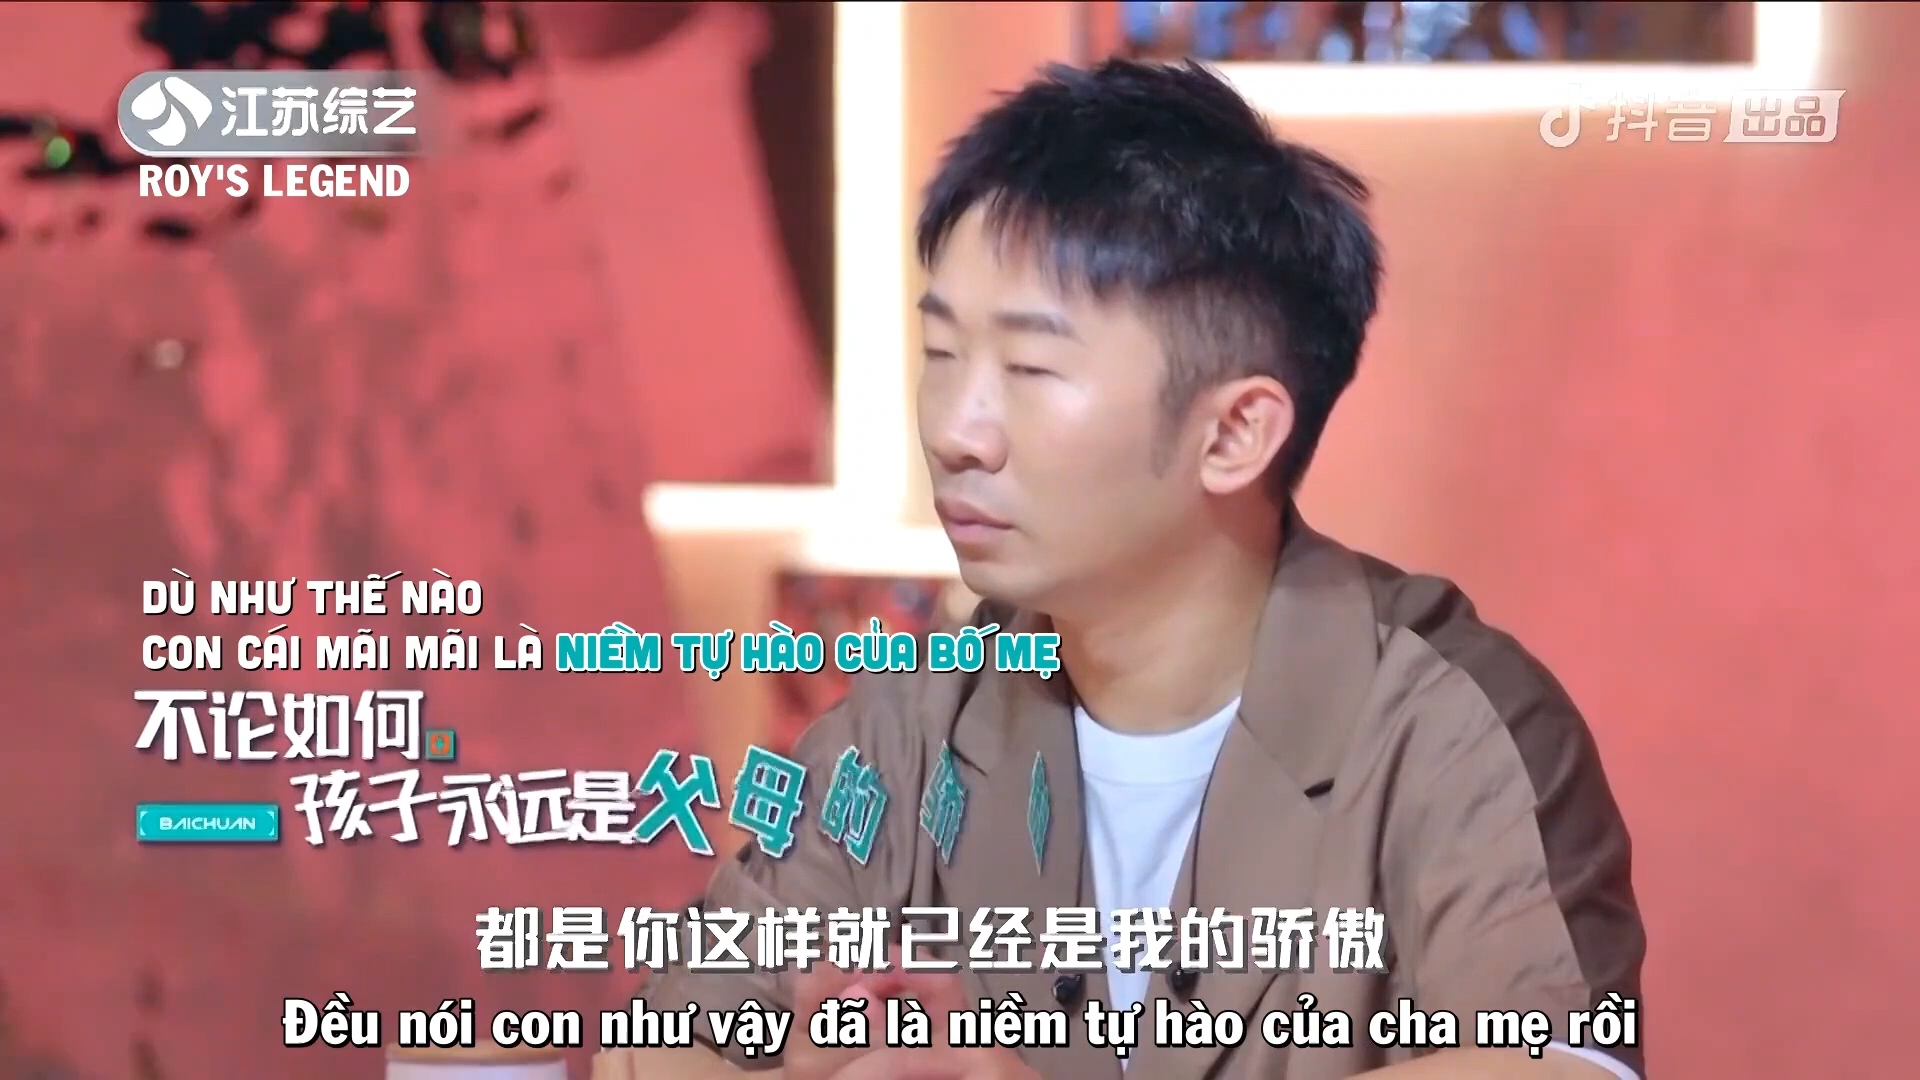 江苏综艺
抖音 出品
ROY'S LEGEND
DÙ NHƯ THẾ NÀO
CON CÁI MÃI MÃI LÀ NIỀM TỰ HÀO CỦA BỐ MẸ
不论如何
BAICHUAN 孩子永远是父母的骄
都是你这样就已经是我的骄傲
Đều nói con như vậy đã là niềm tự hào của cha mẹ rồi